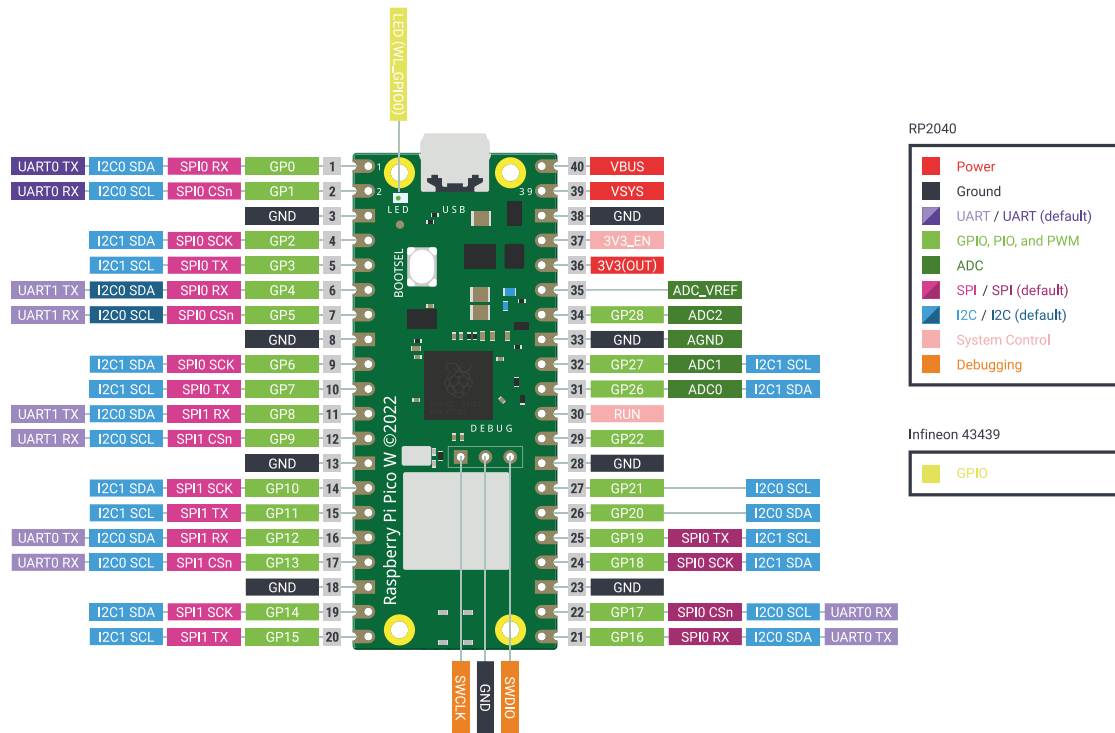 LED (WL_GPIO0)
UART0 TX I2C0 SDA SPI0 RX GP0 1
UART0 RX I2C0 SCL SPI0 CSn GP1 2
GND 3
I2C1 SDA SPI0 SCK GP2 4
I2C1 SCL SPI0 TX GP3 5
UART1 TX I2C0 SDA SPI0 RX GP4 6
UART1 RX I2C0 SCL SPI0 CSn GP5 7
GND 8
I2C1 SDA SPI0 SCK GP6 9
I2C1 SCL SPI0 TX GP7 10
UART1 TX I2C0 SDA SPI1 RX GP8 11
UART1 RX I2C0 SCL SPI1 CSn GP9 12
GND 13
I2C1 SDA SPI1 SCK GP10 14
I2C1 SCL SPI1 TX GP11 15
UART0 TX I2C0 SDA SPI1 RX GP12 16
UART0 RX I2C0 SCL SPI1 CSn GP13 17
GND 18
I2C1 SDA SPI1 SCK GP14 19
I2C1 SCL SPI1 TX GP15 20
1
2
39
LED
USB
BOOTSEL
DEBUG
Raspberry Pi Pico W ©2022
SWCLK
GND
SWDIO
40 VBUS
39 VSYS
38 GND
37 3V3_EN
36 3V3(OUT)
35 ADC_VREF
34 GP28 ADC2
33 GND AGND
32 GP27 ADC1 I2C1 SCL
31 GP26 ADC0 I2C1 SDA
30 RUN
29 GP22
28 GND
27 GP21 I2C0 SCL
26 GP20 I2C0 SDA
25 GP19 SPI0 TX I2C1 SCL
24 GP18 SPI0 SCK I2C1 SDA
23 GND
22 GP17 SPI0 CSn I2C0 SCL UART0 RX
21 GP16 SPI0 RX I2C0 SDA UART0 TX
RP2040
Power
Ground
UART / UART (default)
GPIO, PIO, and PWM
ADC
SPI / SPI (default)
I2C / I2C (default)
System Control
Debugging
Infineon 43439
GPIO